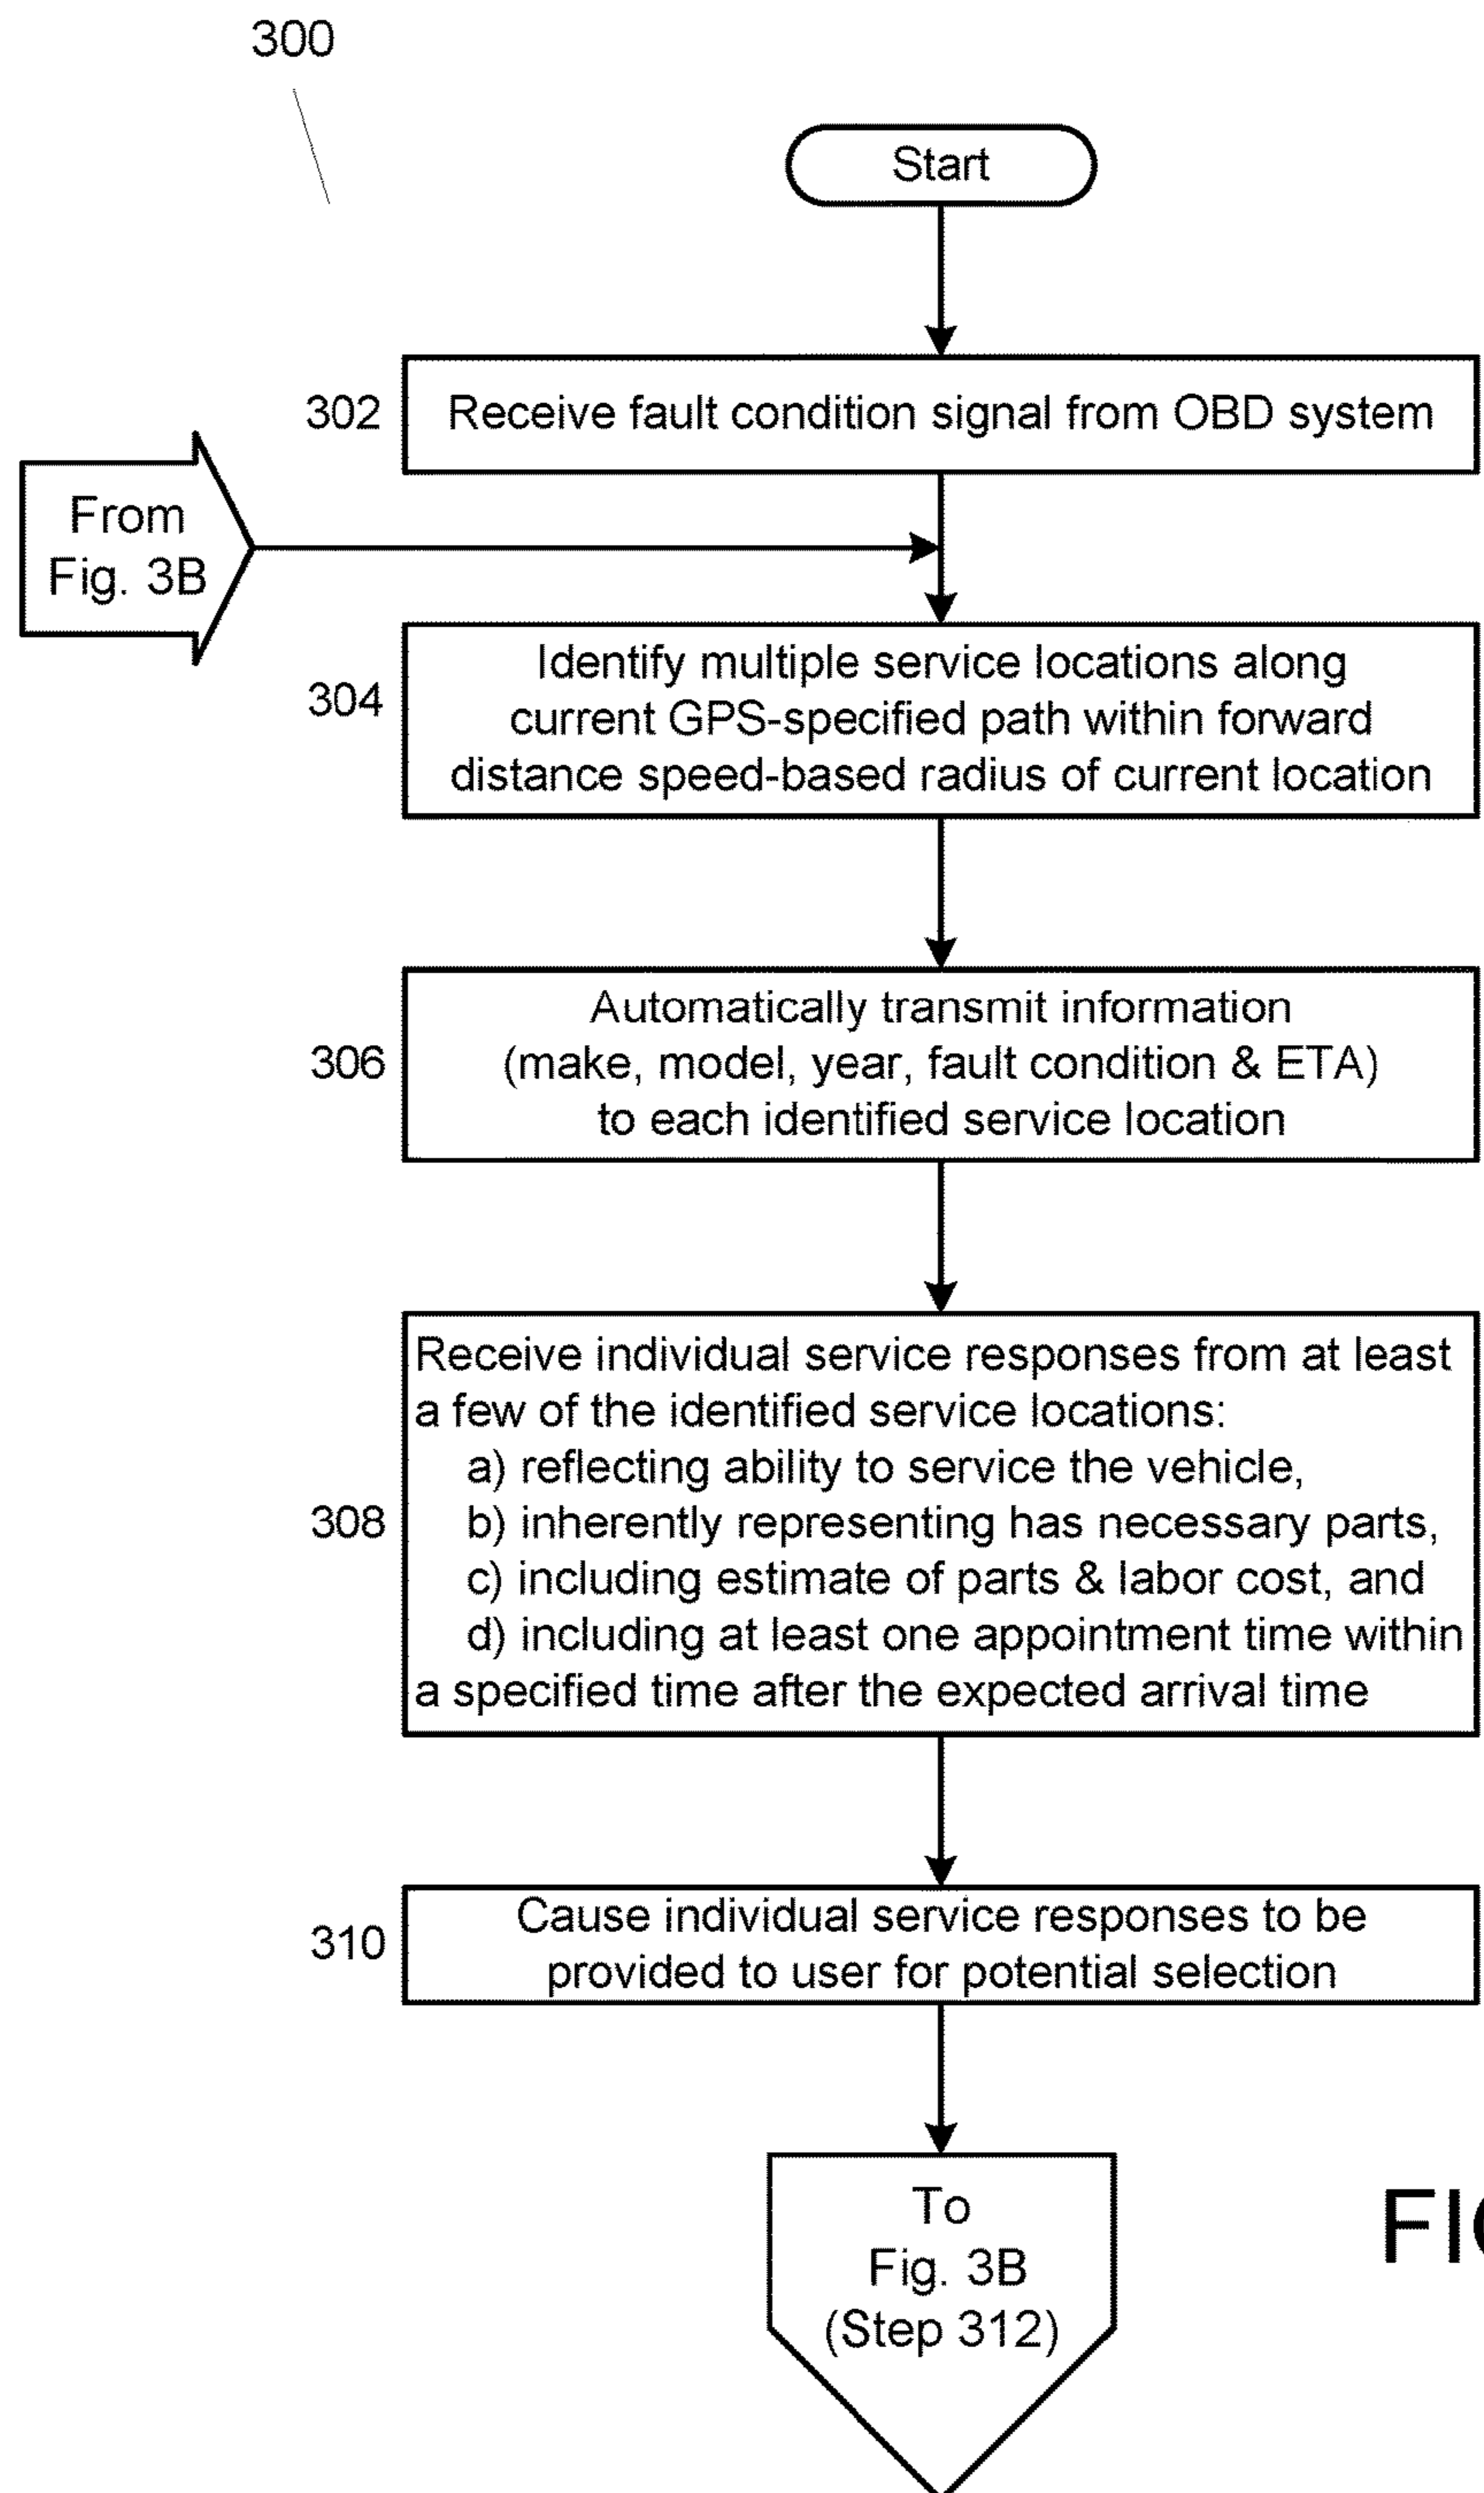 300
Start
302
Receive fault condition signal from OBD system
From
Fig. 3B
304
Identify multiple service locations along
current GPS-specified path within forward
distance speed-based radius of current location
306
Automatically transmit information
(make, model, year, fault condition & ETA)
to each identified service location
308
Receive individual service responses from at least
a few of the identified service locations:
a) reflecting ability to service the vehicle,
b) inherently representing has necessary parts,
c) including estimate of parts & labor cost, and
d) including at least one appointment time within
a specified time after the expected arrival time
310
Cause individual service responses to be
provided to user for potential selection
To
Fig. 3B
(Step 312)